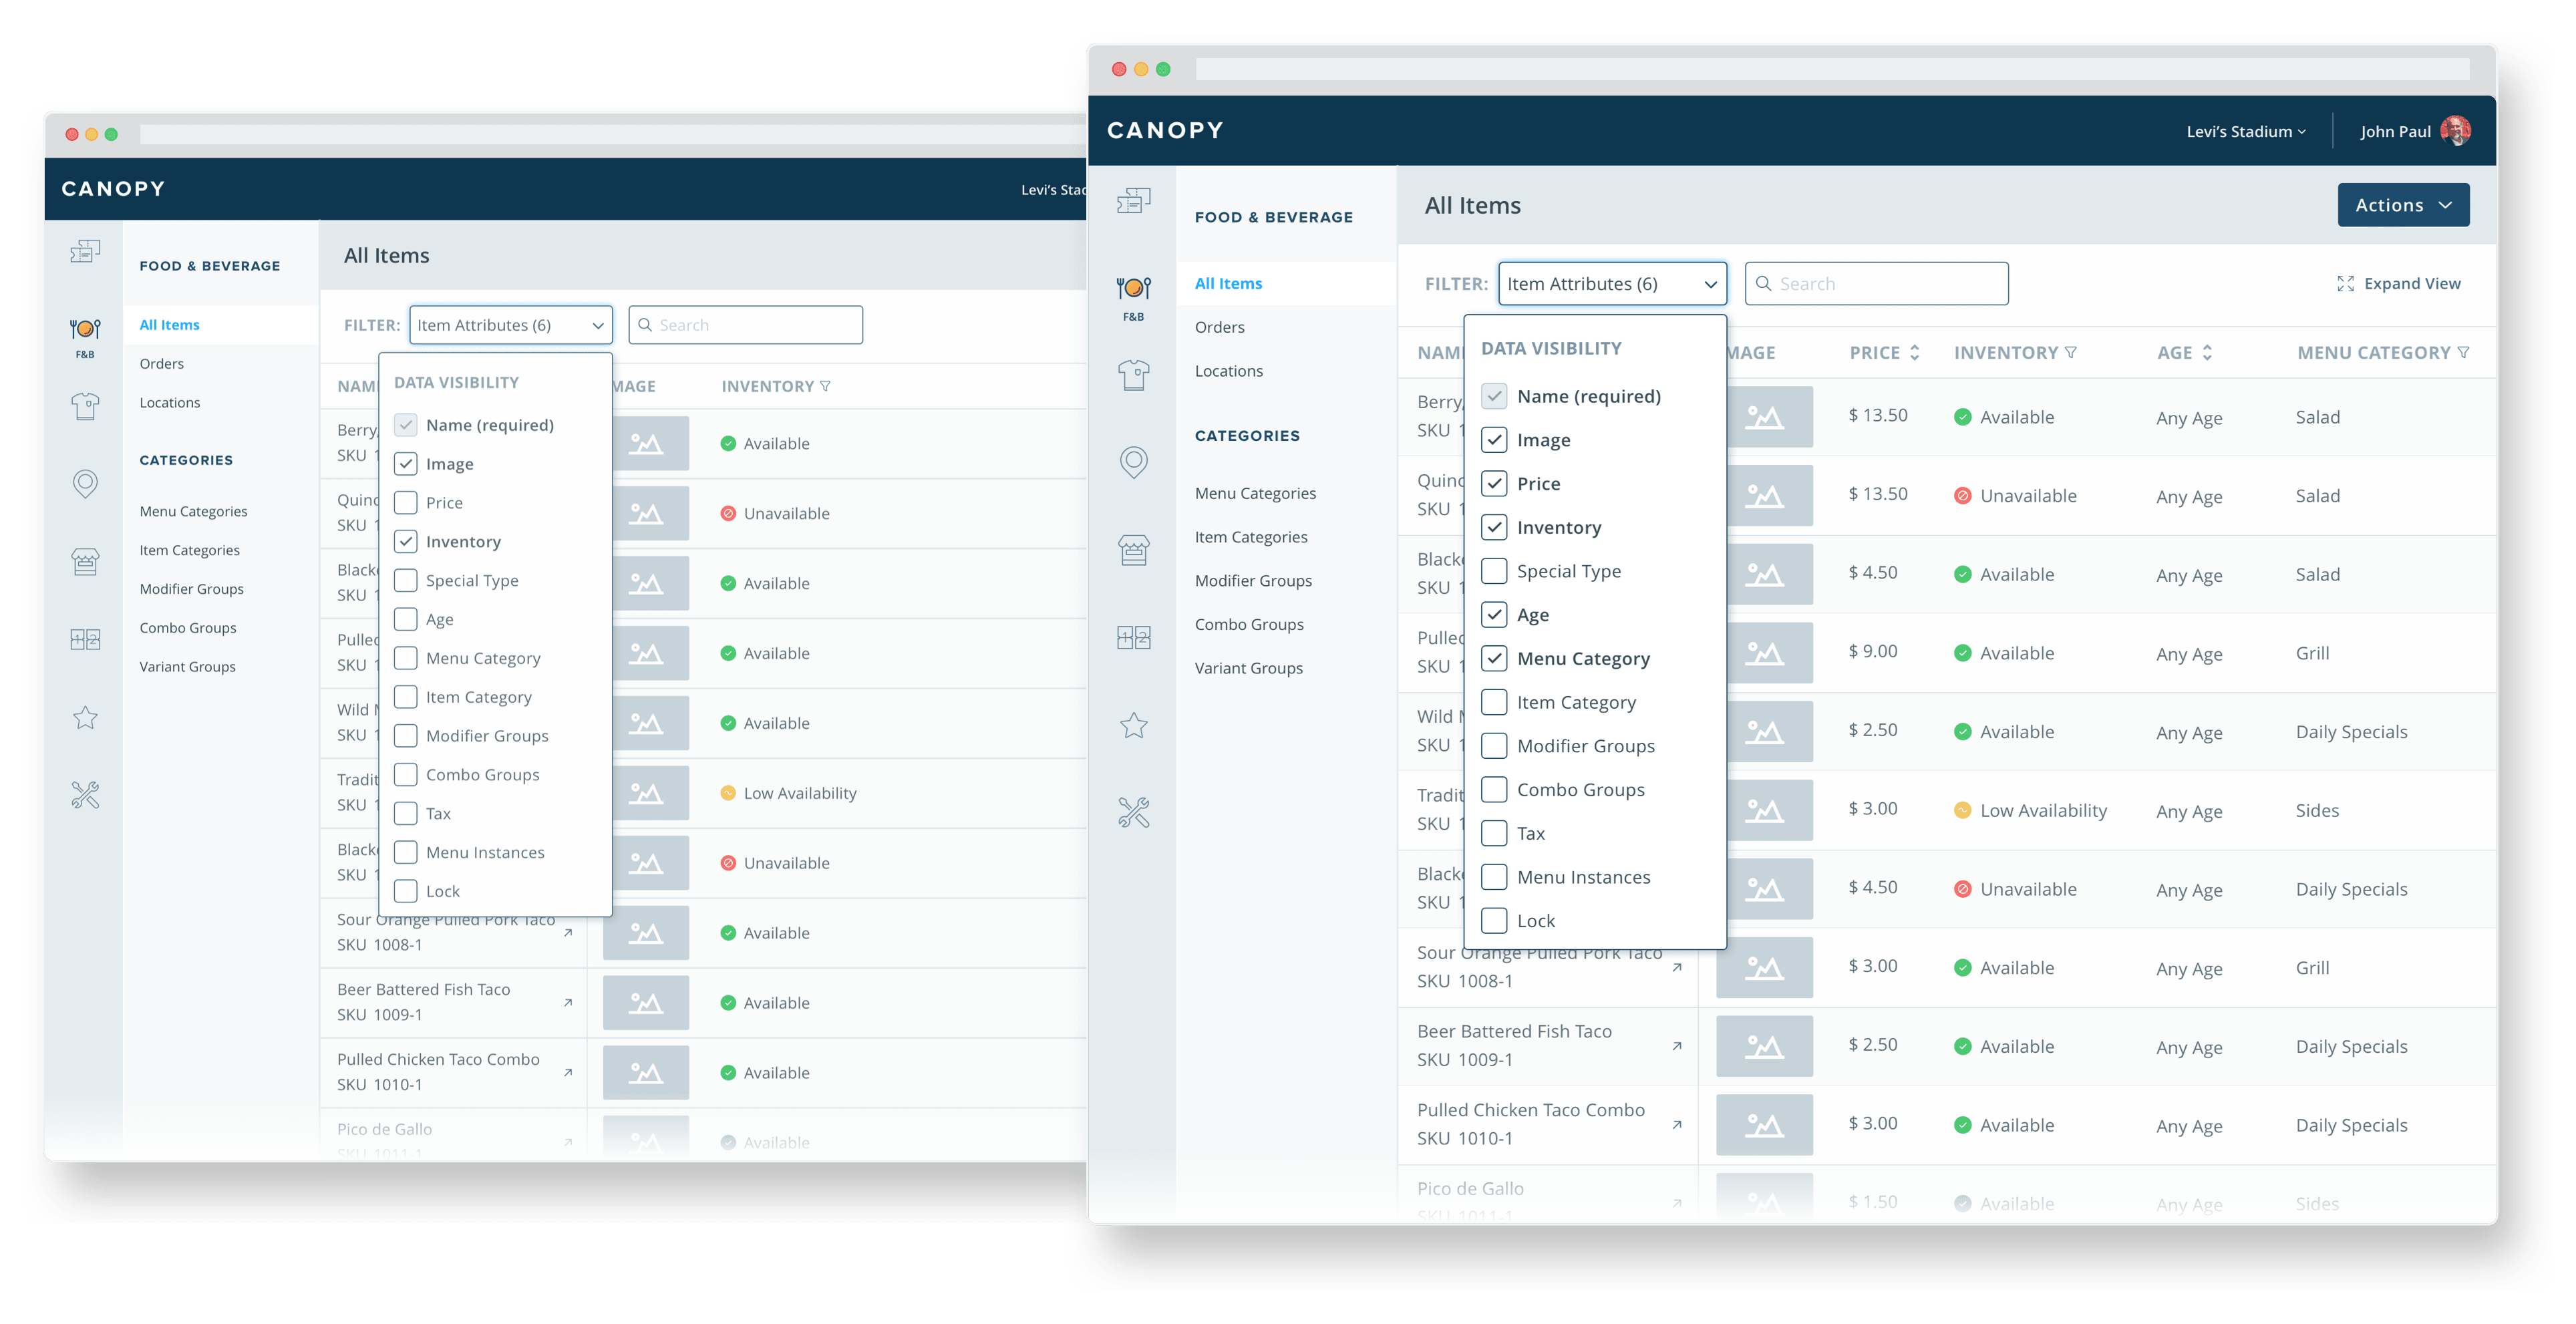 CANOPY
Levi's Stad
FOOD & BEVERAGE
All Items
Orders
Locations
CATEGORIES
Menu Categories
Item Categories
Modifier Groups
Combo Groups
Variant Groups
F&B
12
All Items
FILTER: Item Attributes (6) Search
NAM MAGE INVENTORY
DATA VISIBILITY
Name (required)
Image
Price
Inventory
Special Type
Age
Menu Category
Item Category
Modifier Groups
Combo Groups
Tax
Menu Instances
Lock
Berry, Available
SKU 1
Quinc Unavailable
SKU 1
Black Available
SKU 1
Pulled Available
SKU 1
Wild Available
SKU 1
Tradit Low Availability
SKU 1
Black Unavailable
SKU 1
Sour Orange Pulled Pork Taco Available
SKU 1008-1
Beer Battered Fish Taco Available
SKU 1009-1
Pulled Chicken Taco Combo Available
SKU 1010-1
Pico de Gallo Available
SKU 1011-1
CANOPY
Levi's Stadium John Paul
FOOD & BEVERAGE
All Items
Orders
Locations
CATEGORIES
Menu Categories
Item Categories
Modifier Groups
Combo Groups
Variant Groups
F&B
12
All Items Actions
FILTER: Item Attributes (6) Search Expand View
NAM MAGE PRICE INVENTORY AGE MENU CATEGORY
DATA VISIBILITY
Name (required)
Image
Price
Inventory
Special Type
Age
Menu Category
Item Category
Modifier Groups
Combo Groups
Tax
Menu Instances
Lock
Berry, $ 13.50 Available Any Age Salad
SKU 1
Quinc $ 13.50 Unavailable Any Age Salad
SKU 1
Black $ 4.50 Available Any Age Salad
SKU 1
Pulled $ 9.00 Available Any Age Grill
SKU 1
Wild $ 2.50 Available Any Age Daily Specials
SKU 1
Tradit $ 3.00 Low Availability Any Age Sides
SKU 1
Black $ 4.50 Unavailable Any Age Daily Specials
SKU 1
Sour Orange Pulled Pork Taco $ 3.00 Available Any Age Grill
SKU 1008-1
Beer Battered Fish Taco $ 2.50 Available Any Age Daily Specials
SKU 1009-1
Pulled Chicken Taco Combo $ 3.00 Available Any Age Daily Specials
SKU 1010-1
Pico de Gallo $ 1.50 Available Any Age Sides
SKU 1011-1